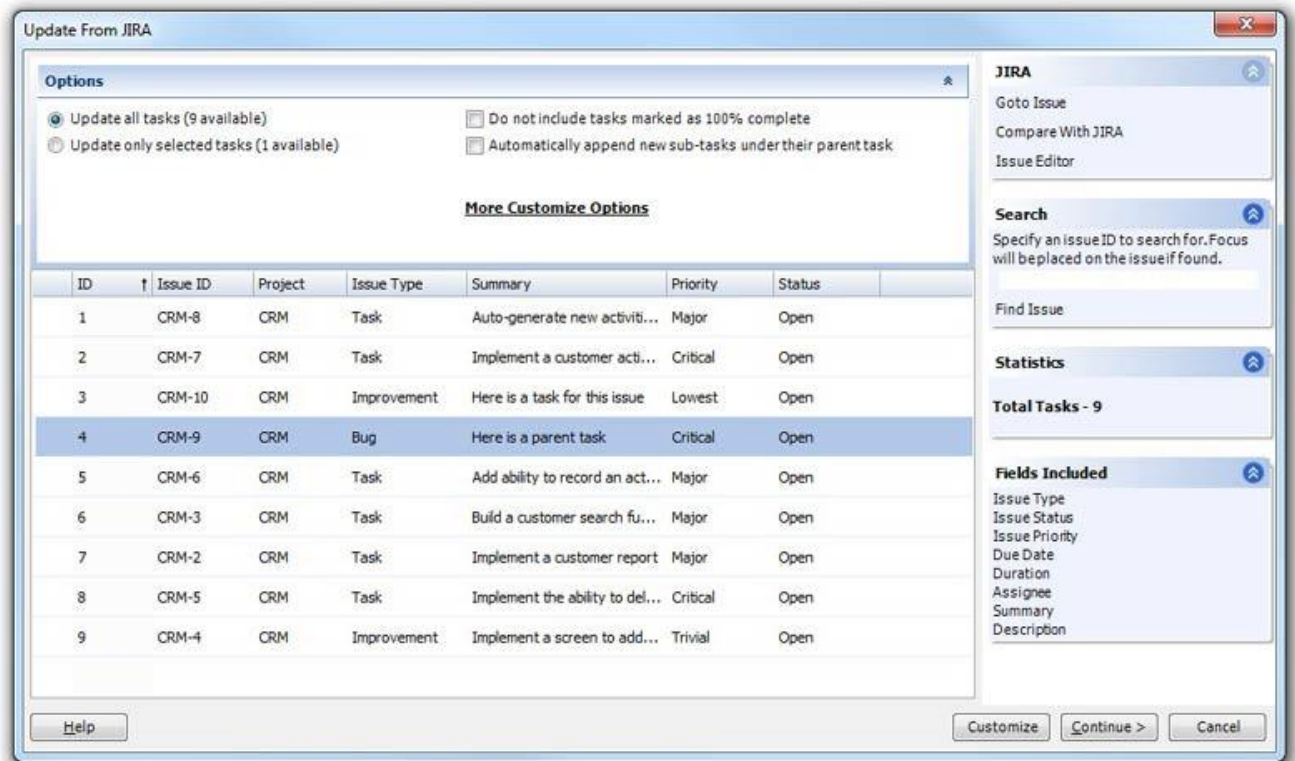 Update From JIRA
Options
Update all tasks (9 available)
Do not include tasks marked as 100% complete
Update only selected tasks (1 available)
Automatically append new sub-tasks under their parent task
More Customize Options
ID ↑ Issue ID Project Issue Type Summary Priority Status
1 CRM-8 CRM Task Auto-generate new activiti... Major Open
2 CRM-7 CRM Task Implement a customer acti... Critical Open
3 CRM-10 CRM Improvement Here is a task for this issue Lowest Open
4 CRM-9 CRM Bug Here is a parent task Critical Open
5 CRM-6 CRM Task Add ability to record an act... Major Open
6 CRM-3 CRM Task Build a customer search fu... Major Open
7 CRM-2 CRM Task Implement a customer report Major Open
8 CRM-5 CRM Task Implement the ability to del... Critical Open
9 CRM-4 CRM Improvement Implement a screen to add... Trivial Open
JIRA
Goto Issue
Compare With JIRA
Issue Editor
Search
Specify an issue ID to search for. Focus
will be placed on the issue if found.
Find Issue
Statistics
Total Tasks - 9
Fields Included
Issue Type
Issue Status
Issue Priority
Due Date
Duration
Assignee
Summary
Description
Help
Customize
Continue >
Cancel